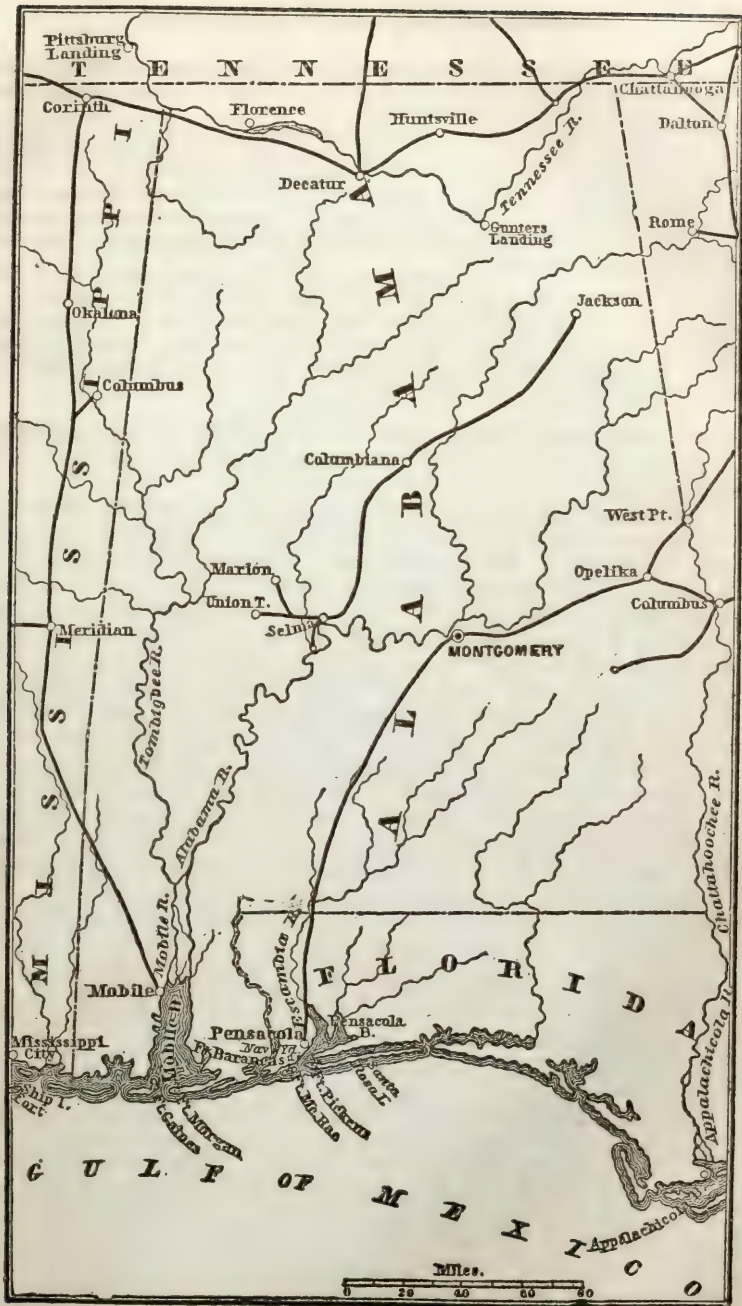 Pittsburg
Landing
TENNESSEE
Chattanooga
Corinth
Florence
Huntsville
Dalton
Decatur
Tennessee R.
Gunters
Landing
Rome
Okalona
Jackson
Columbus
Columbiana
West Pt.
Marion
Opelika
Union T.
Selma
Columbus
Meridian
MONTGOMERY
MISSISSIPPI
ALABAMA
Tombigbee R.
Alabama R.
Chattahoochee R.
Mobile R.
Escambia R.
FLORIDA
Mobile
Pensacola
Pensacola
B.
Mississippi
City
Mobile B.
Nav Yd.
Ft. Barancas
Santa
Rosa I.
Appalachicola R.
Ship I.
Fort
Ft. Gaines
Ft. Morgan
Ft. McRae
Ft. Pickens
GULF OF MEXICO
Appalachicola
Miles.
0 20 40 60 80